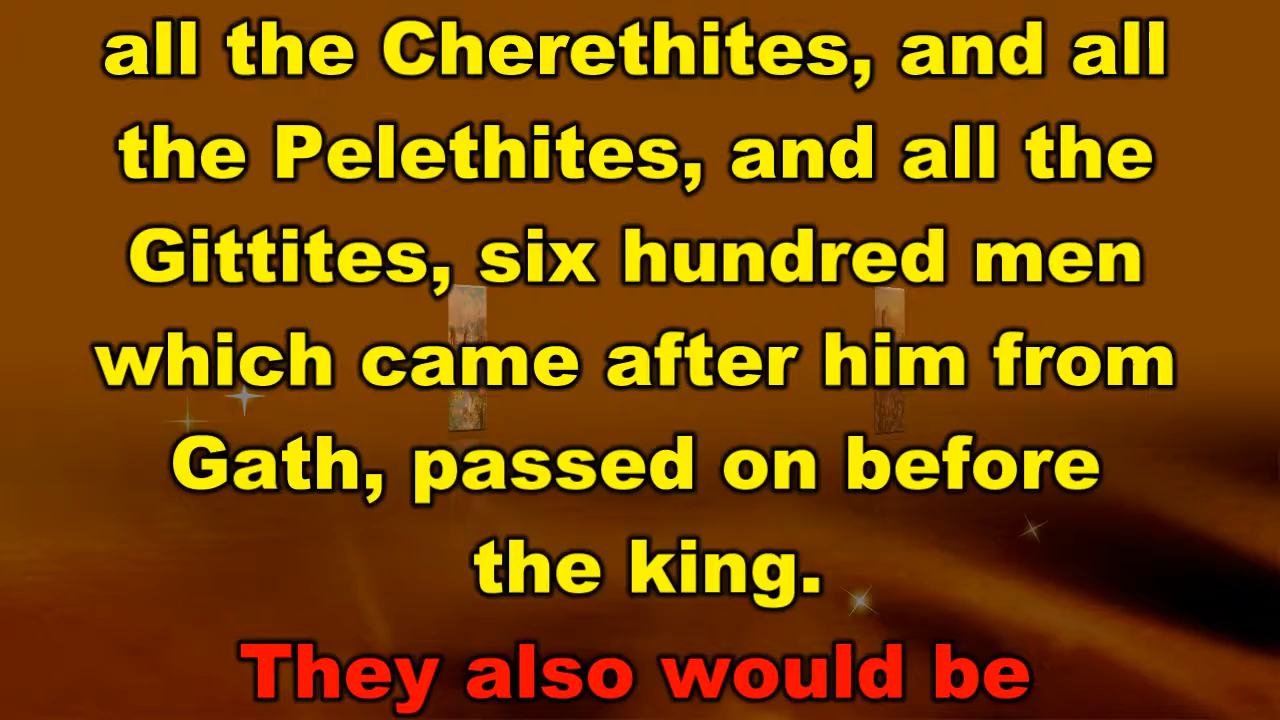 all the Cherethites, and all
the Pelethites, and all the
Gittites, six hundred men
which came after him from
Gath, passed on before
the king.
They also would be